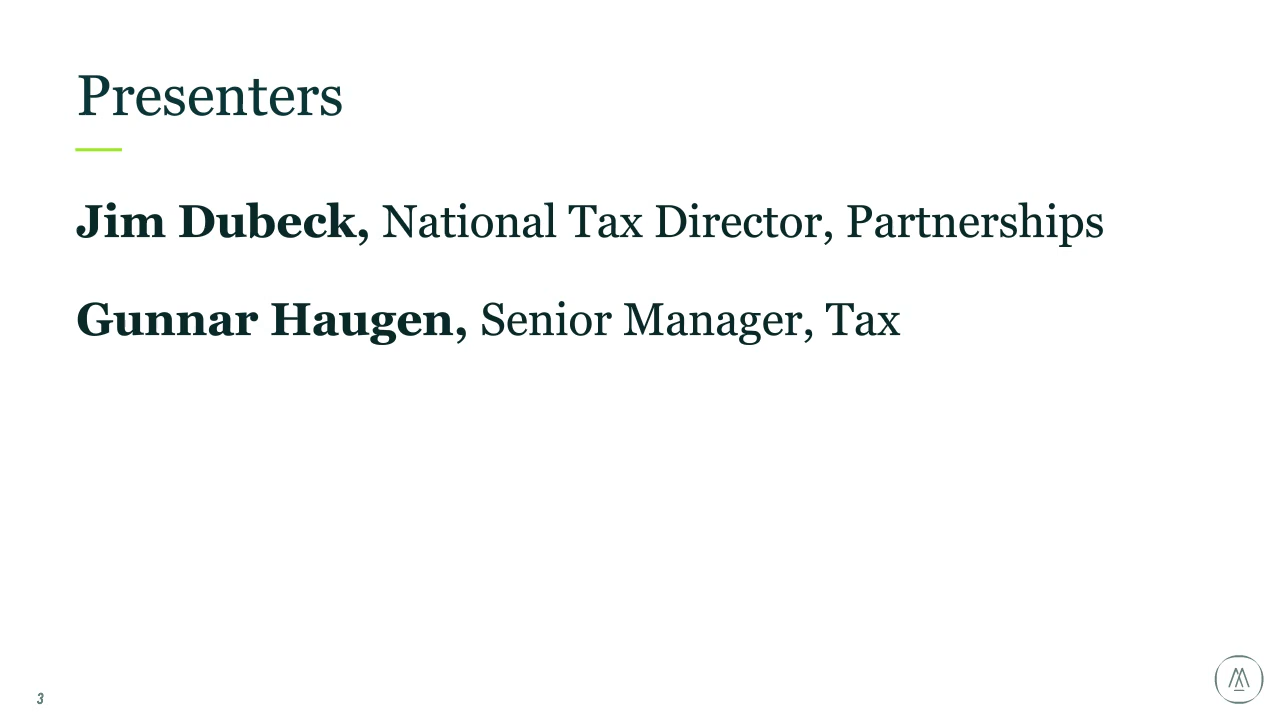 Presenters
Jim Dubeck, National Tax Director, Partnerships
Gunnar Haugen, Senior Manager, Tax
3